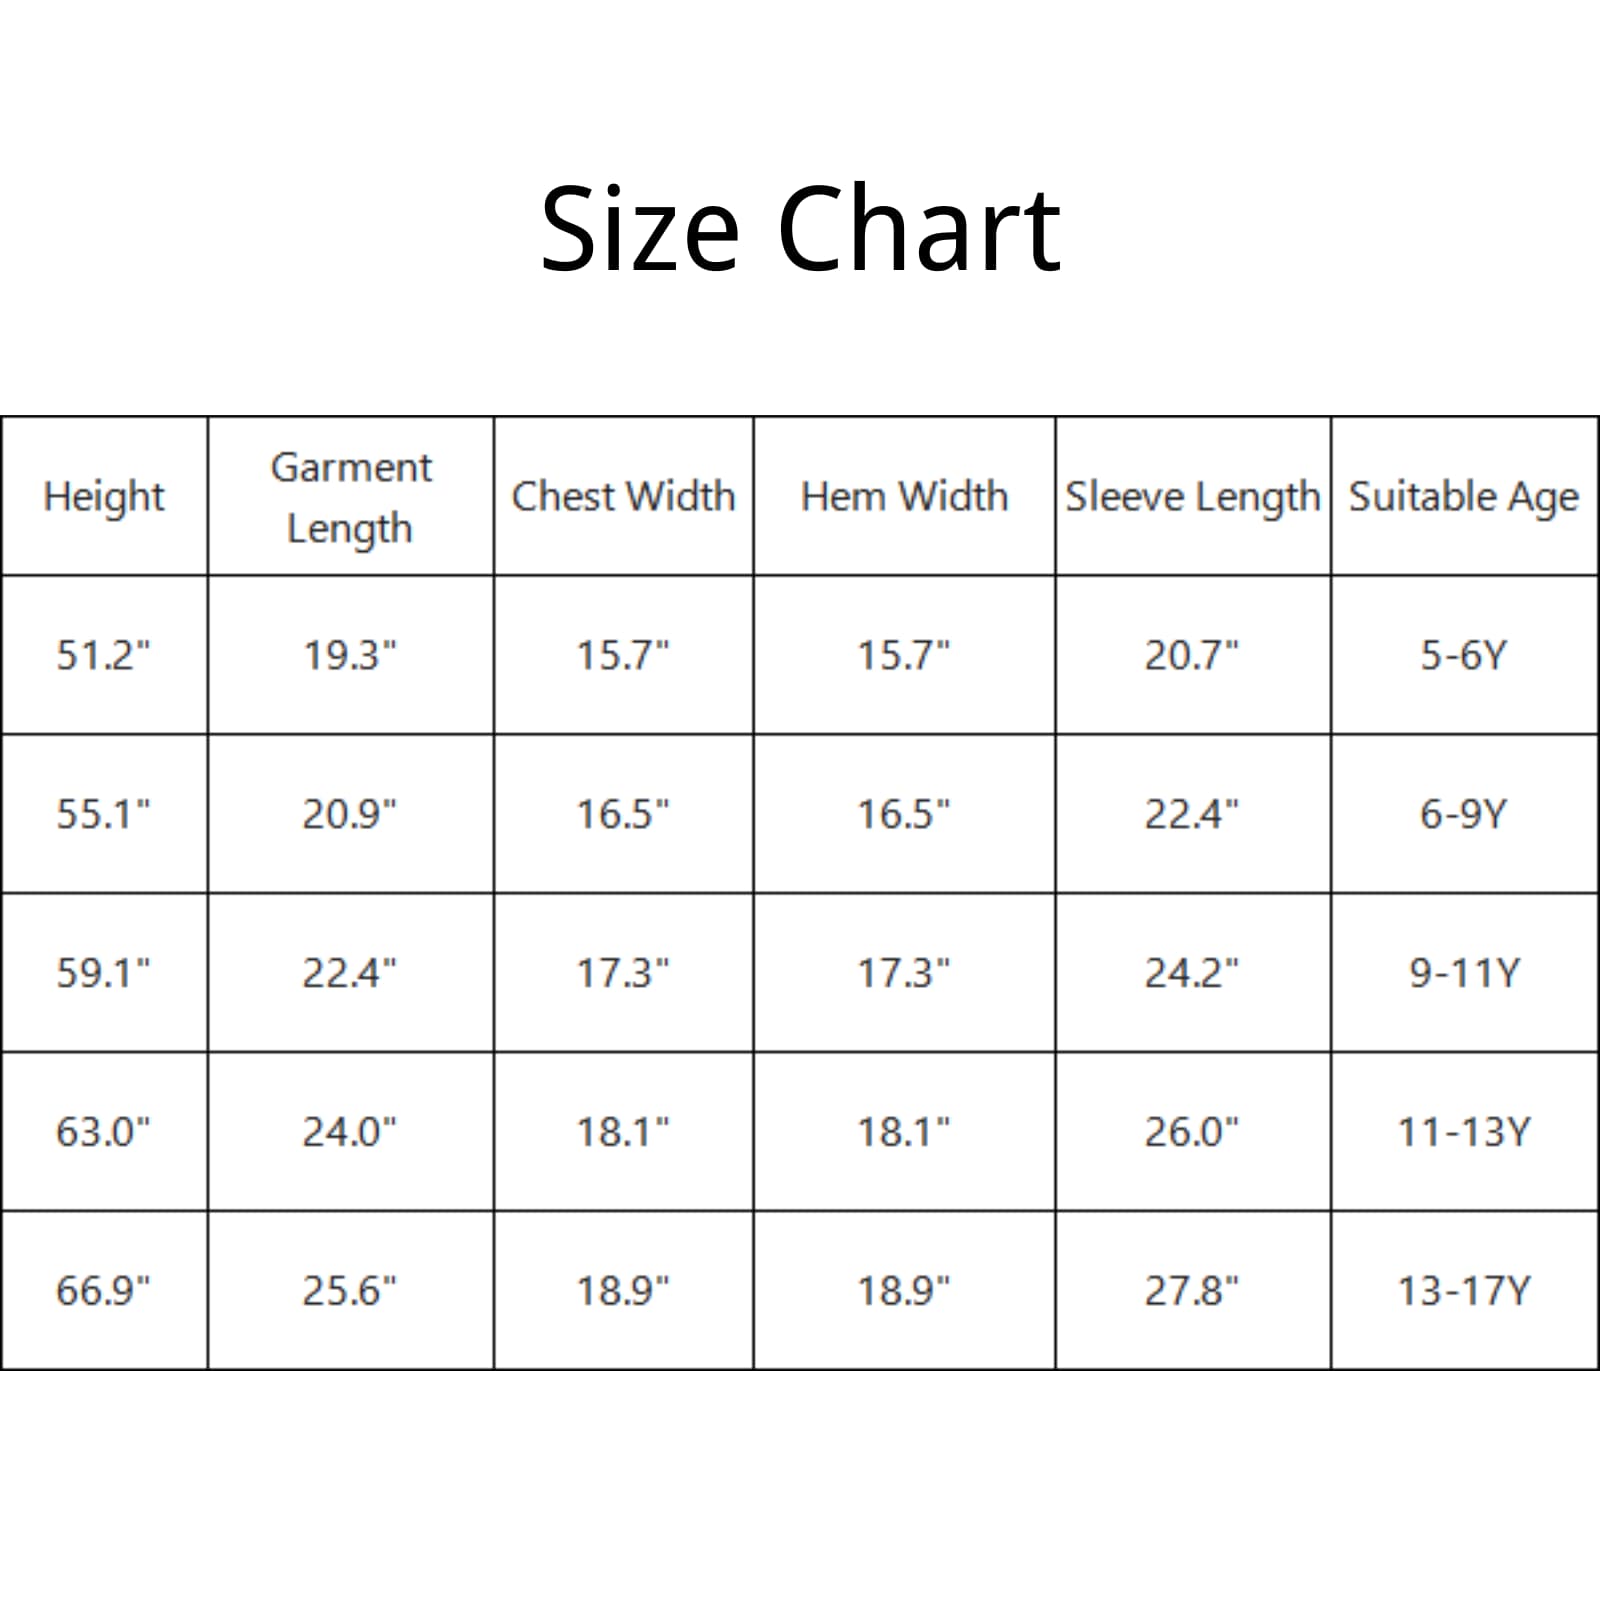 Size Chart
Height Garment Length Chest Width Hem Width Sleeve Length Suitable Age
51.2" 19.3" 15.7" 15.7" 20.7" 5-6Y
55.1" 20.9" 16.5" 16.5" 22.4" 6-9Y
59.1" 22.4" 17.3" 17.3" 24.2" 9-11Y
63.0" 24.0" 18.1" 18.1" 26.0" 11-13Y
66.9" 25.6" 18.9" 18.9" 27.8" 13-17Y